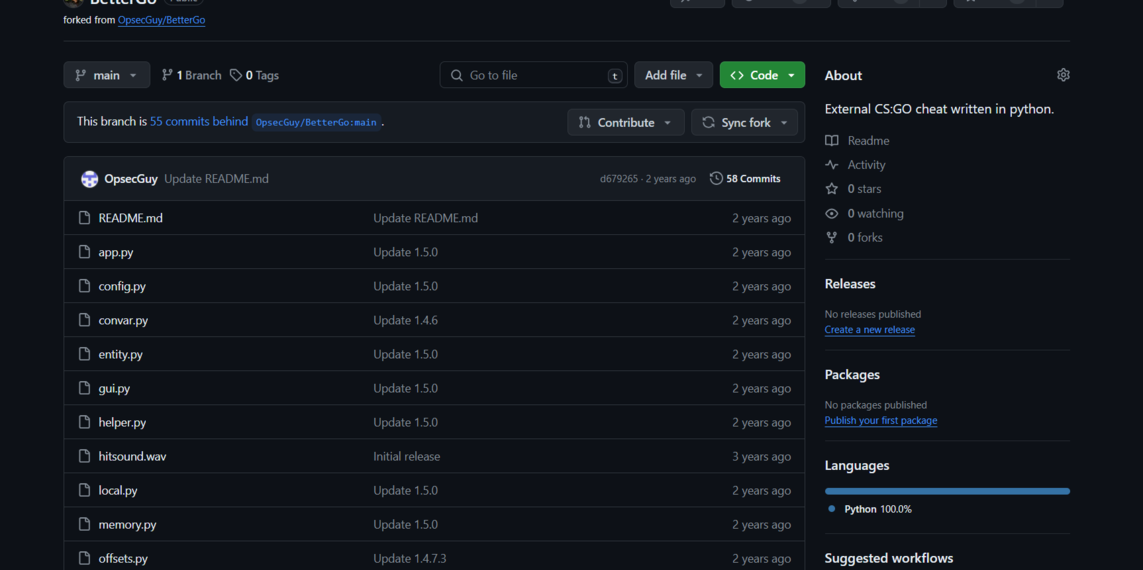 BetterGo Public
forked from OpsecGuy/BetterGo
main 1 Branch 0 Tags Go to file t Add file <> Code
This branch is 55 commits behind OpsecGuy/BetterGo:main . Contribute Sync fork
OpsecGuy Update README.md d679265 · 2 years ago 58 Commits
README.md Update README.md 2 years ago
app.py Update 1.5.0 2 years ago
config.py Update 1.5.0 2 years ago
convar.py Update 1.4.6 2 years ago
entity.py Update 1.5.0 2 years ago
gui.py Update 1.5.0 2 years ago
helper.py Update 1.5.0 2 years ago
hitsound.wav Initial release 3 years ago
local.py Update 1.5.0 2 years ago
memory.py Update 1.5.0 2 years ago
offsets.py Update 1.4.7.3 2 years ago
About
External CS:GO cheat written in python.
Readme
Activity
0 stars
0 watching
0 forks
Releases
No releases published
Create a new release
Packages
No packages published
Publish your first package
Languages
Python 100.0%
Suggested workflows